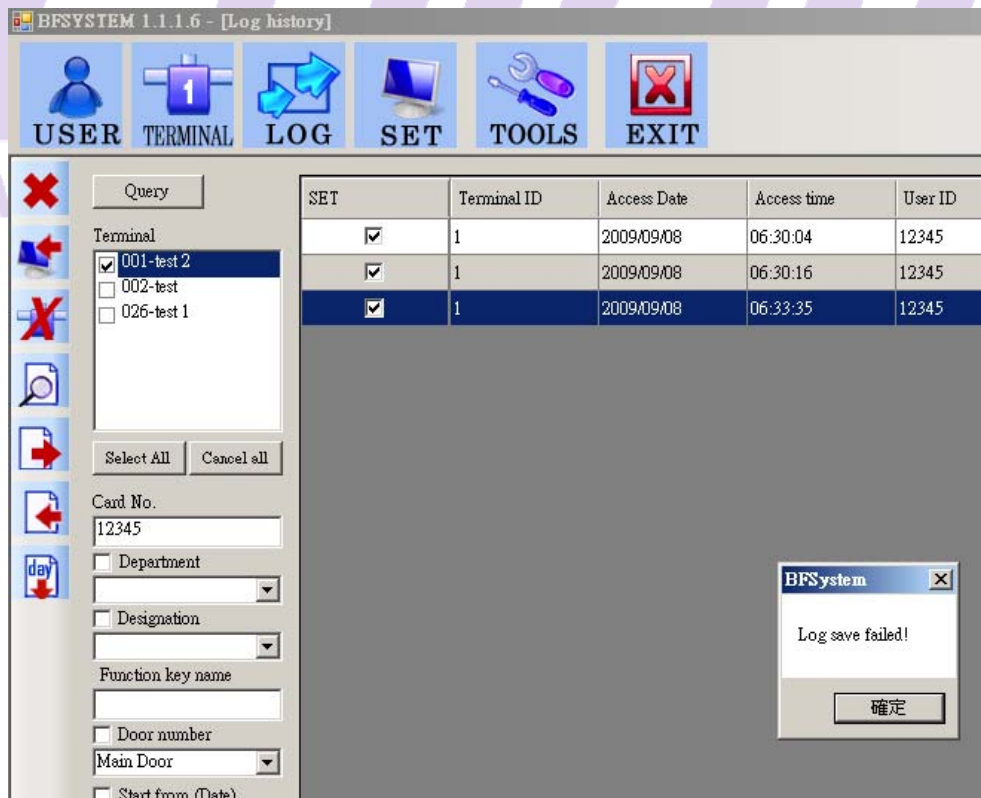 BFSYSTEM 1.1.1.6 - [Log history]
USER TERMINAL LOG SET TOOLS EXIT
1
Query
Terminal
001-test 2
002-test
026-test 1
Select All Cancel all
Card No.
12345
Department
Designation
Function key name
Door number
Main Door
Start from (Date)
day
SET Terminal ID Access Date Access time User ID
1 2009/09/08 06:30:04 12345
1 2009/09/08 06:30:16 12345
1 2009/09/08 06:33:35 12345
BFSystem
Log save failed!
確定